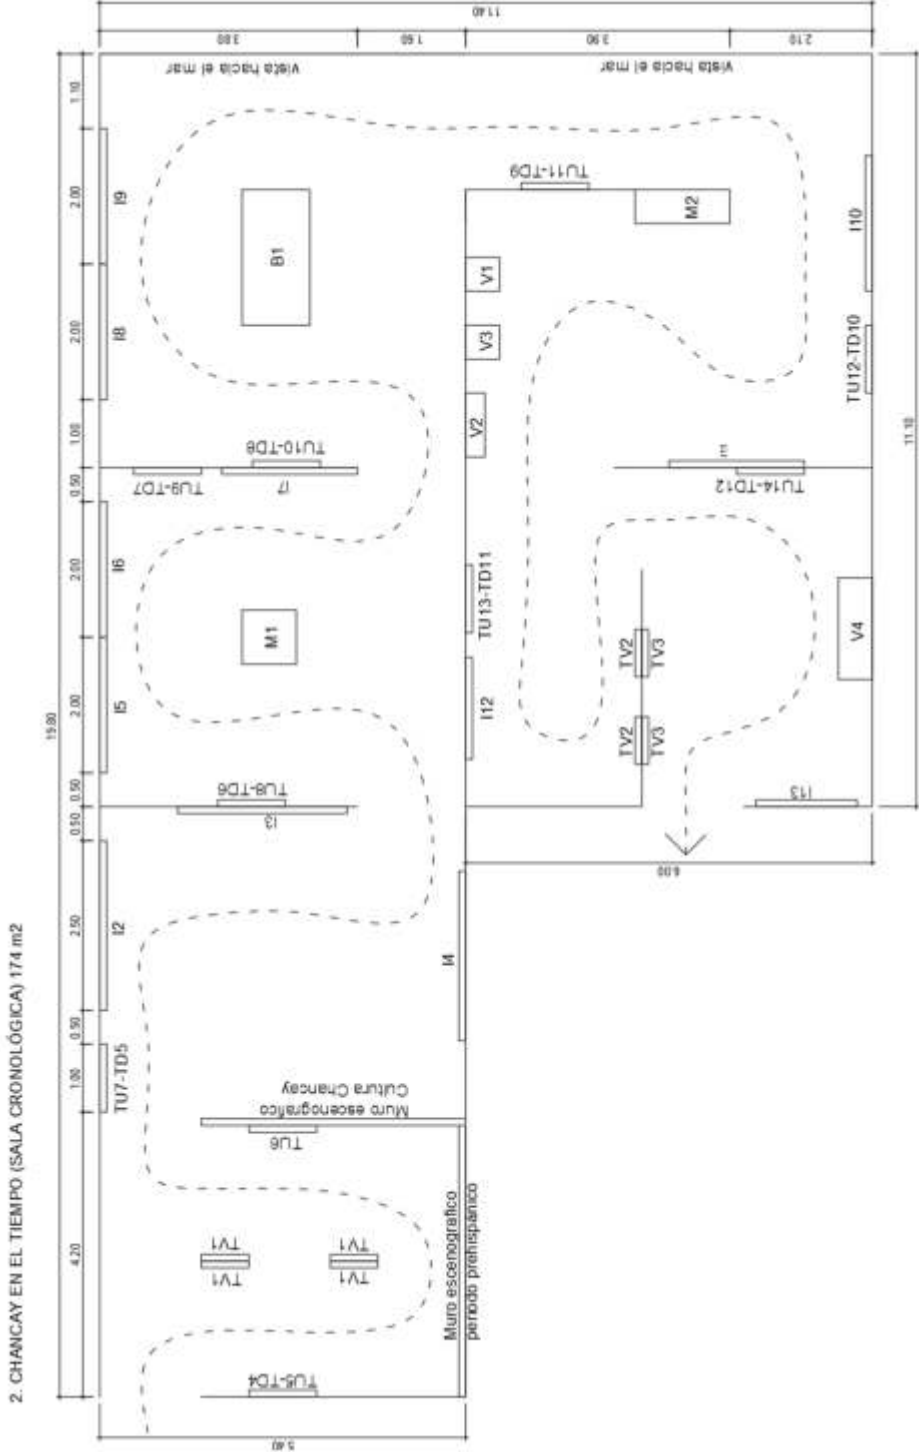 2. CHANCAY EN EL TIEMPO (SALA CRONOLÓGICA) 174 m2
19.80
4.20
1.00
0.50
2.50
0.50
0.50
2.00
2.00
0.50
1.00
2.00
2.00
1.10
5.40
TU5-TD4
TV1
TV1
TV1
TV1
TU6
Muro escenografico
Cultura Chancay
Muro escenografico
periodo prehispánico
TU7-TD5
I2
I3
TU8-TD6
I4
I5
I6
M1
TU9-TD7
I7
TU10-TD8
I8
I9
B1
vista hacia el mar
3.80
1.60
3.90
2.10
11.40
vista hacia el mar
I12
TU13-TD11
V2
V3
V1
TU11-TD9
M2
TV2
TV3
TV2
TV3
I13
V4
TU14-TD12
I11
TU12-TD10
I10
6.00
11.10